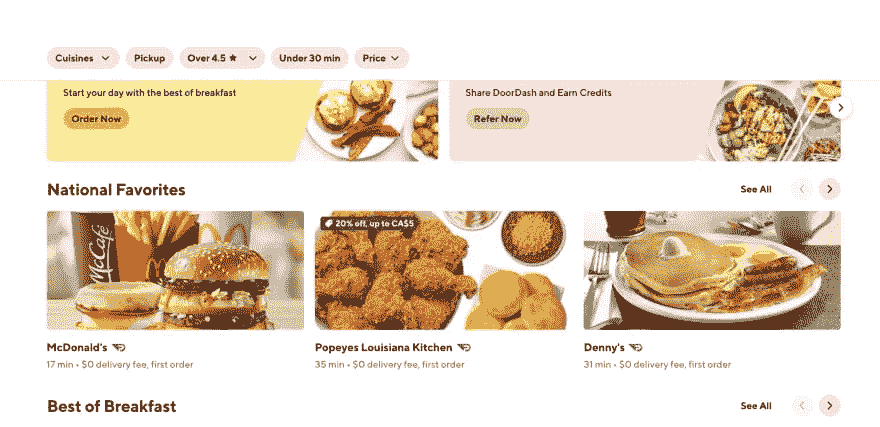 Cuisines
Pickup
Over 4.5 ★
Under 30 min
Price
Start your day with the best of breakfast
Order Now
Share DoorDash and Earn Credits
Refer Now
National Favorites
See All
McCafé
20% off, up to CA$5
McDonald's
Popeyes Louisiana Kitchen
Denny's
17 min • $0 delivery fee, first order
35 min • $0 delivery fee, first order
31 min • $0 delivery fee, first order
Best of Breakfast
See All